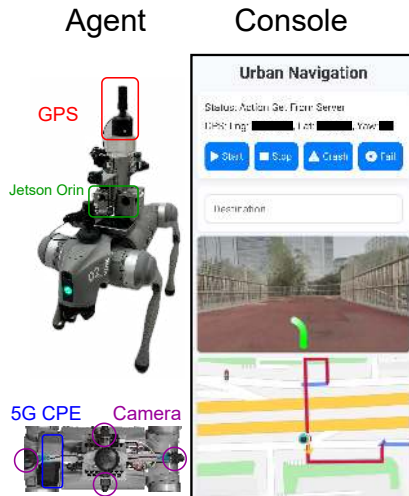 Agent
Console
GPS
Jetson Orin
5G CPE
Camera
Urban Navigation
Status: Action Get From Server
GPS: Lng: , Lat: , Yaw:
Start
Stop
Crash
Fail
Destination